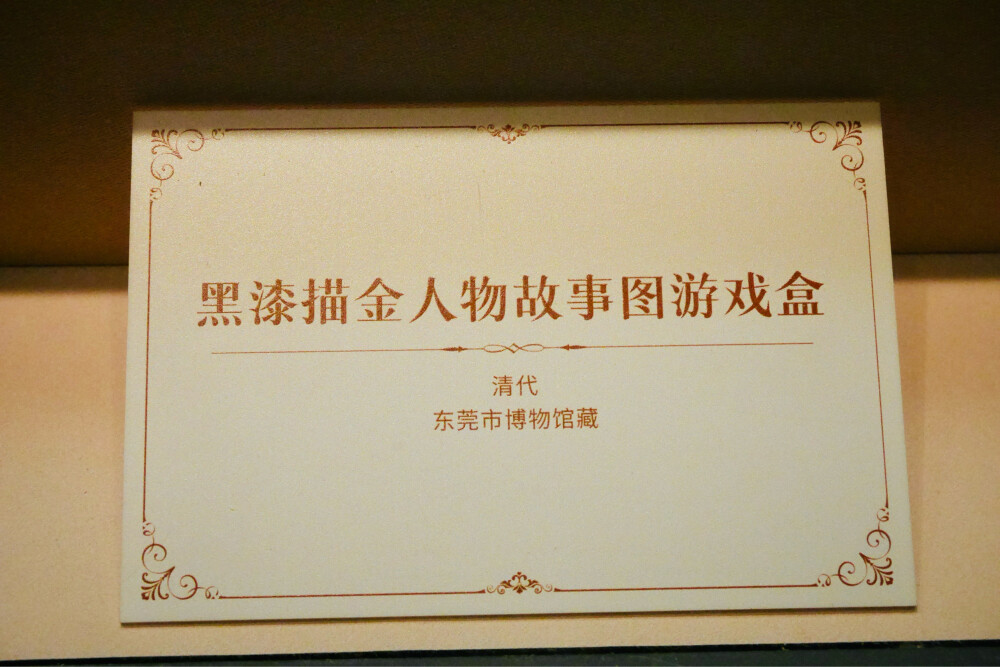 黑漆描金人物故事图游戏盒
清代
东莞市博物馆藏